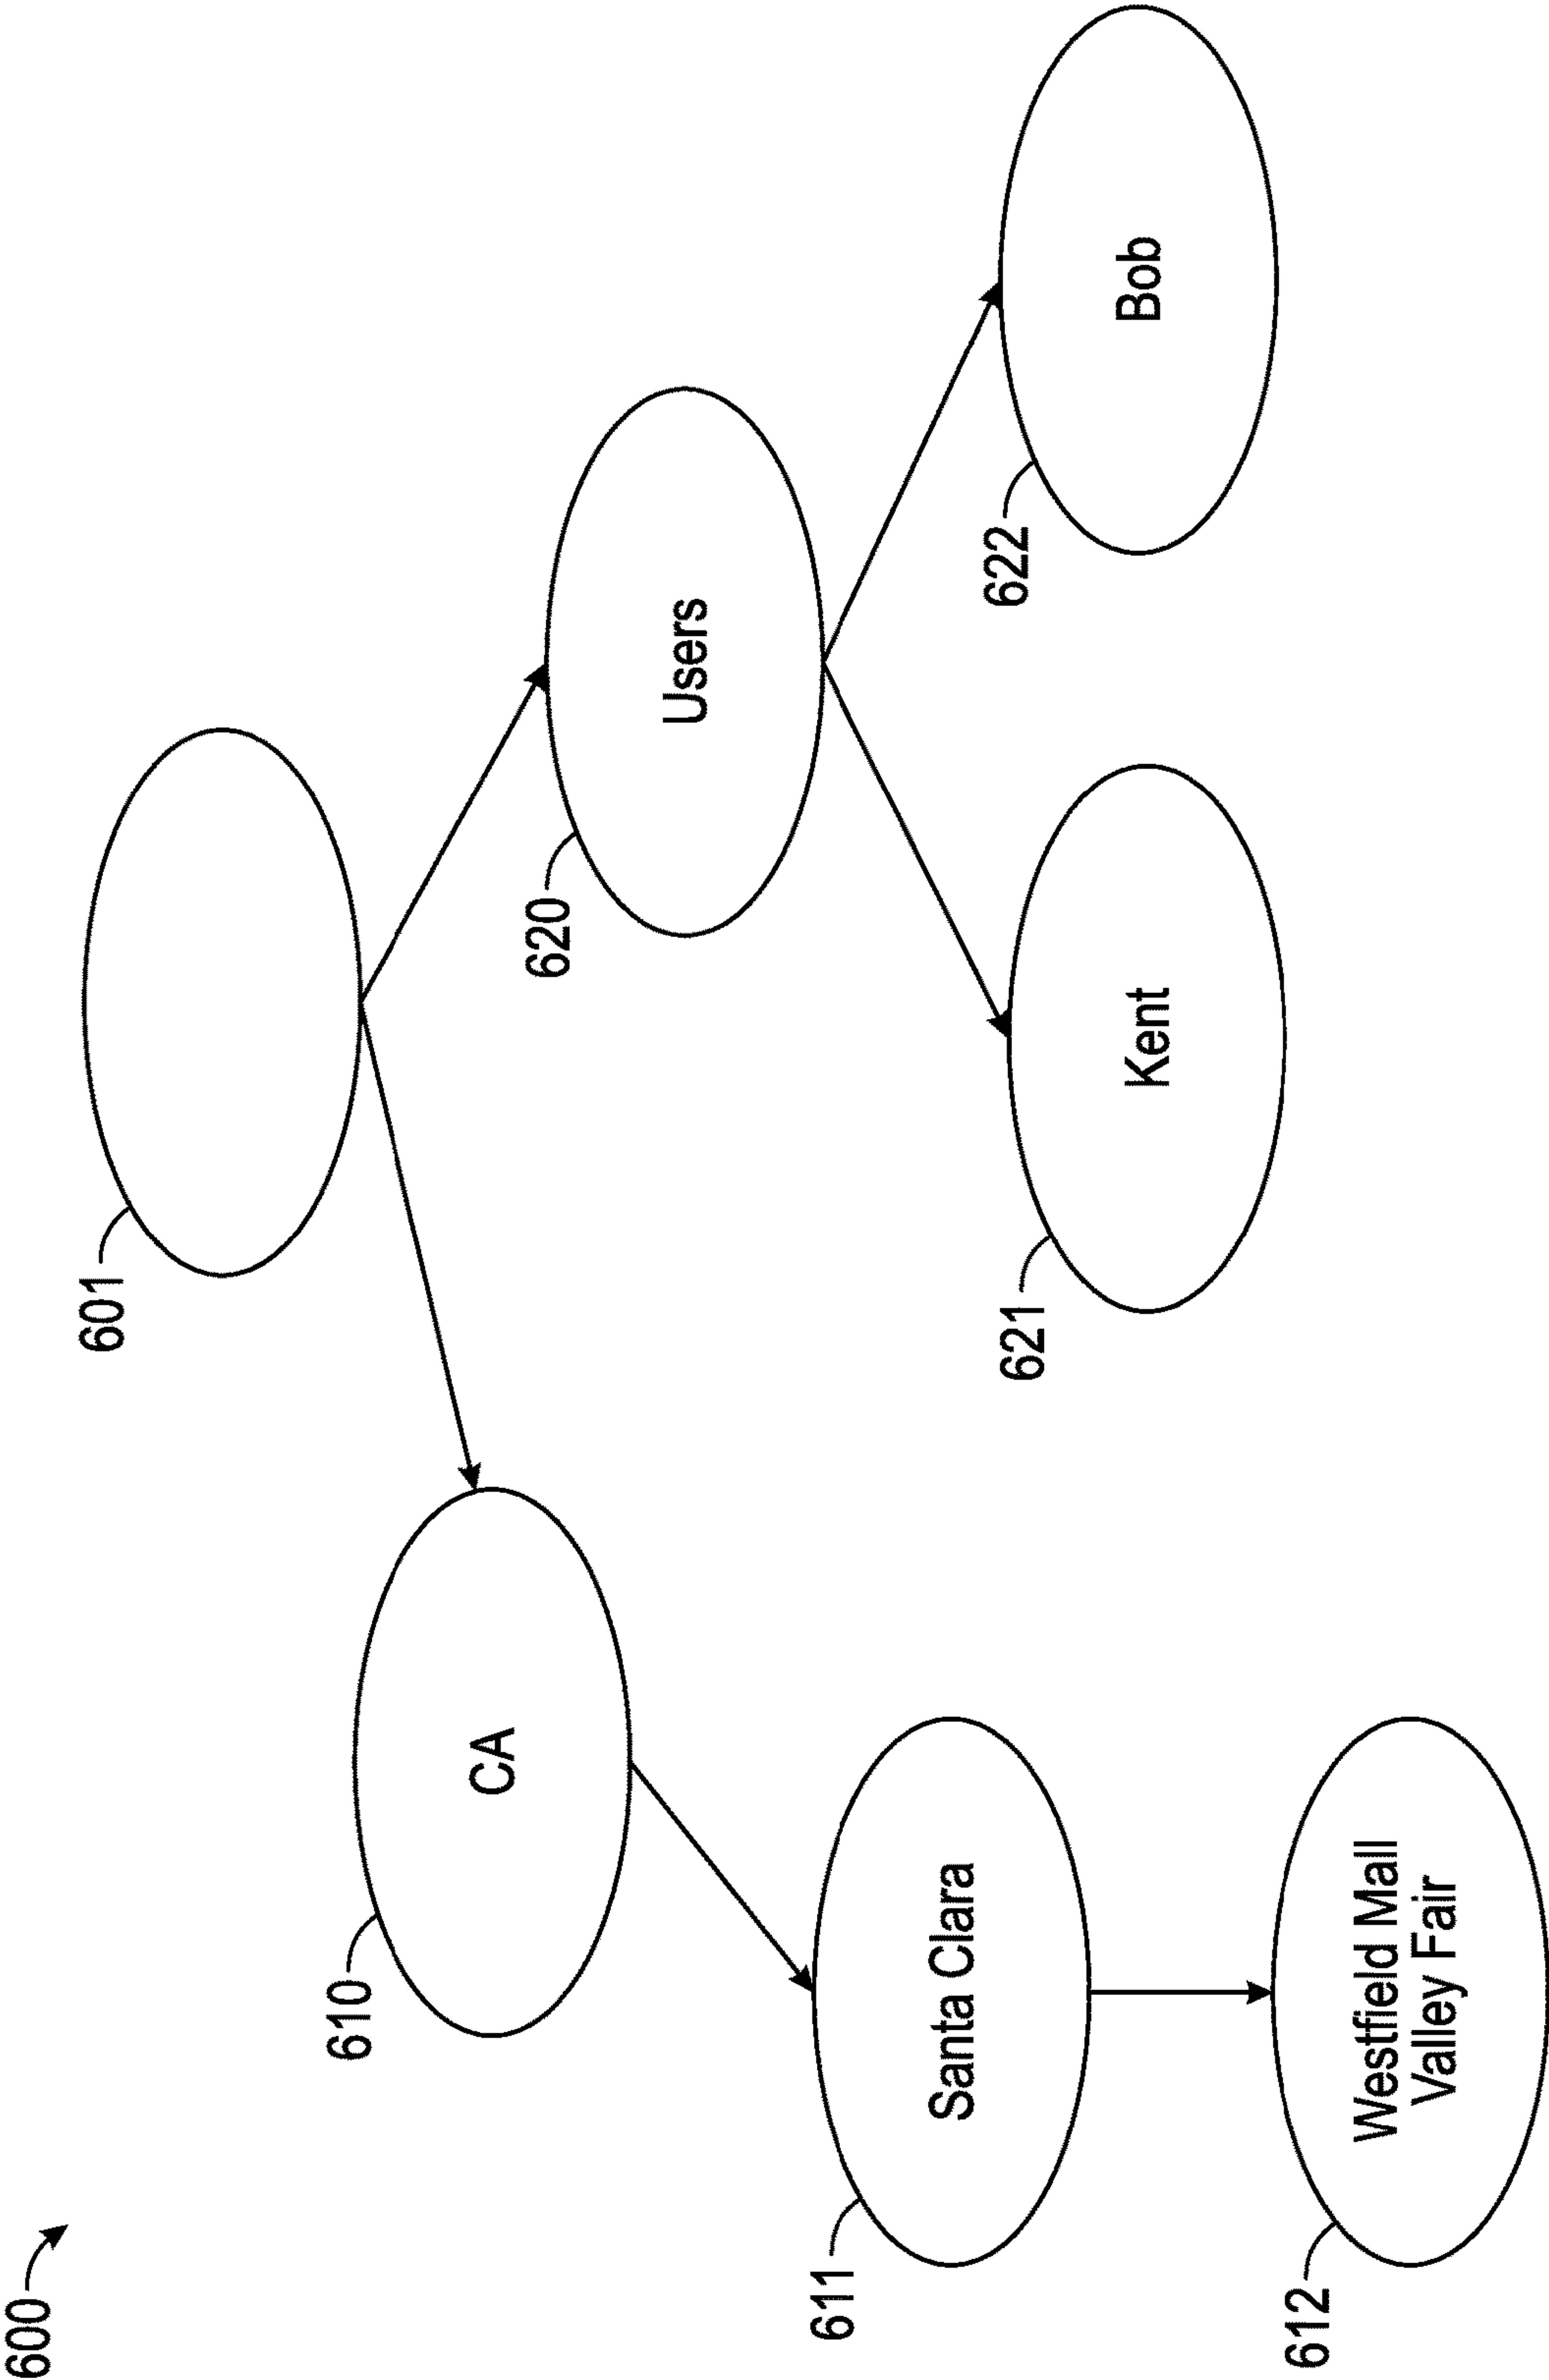 600
601
610
CA
620
Users
611
Santa Clara
621
Kent
622
Bob
612
Westfield Mall
Valley Fair